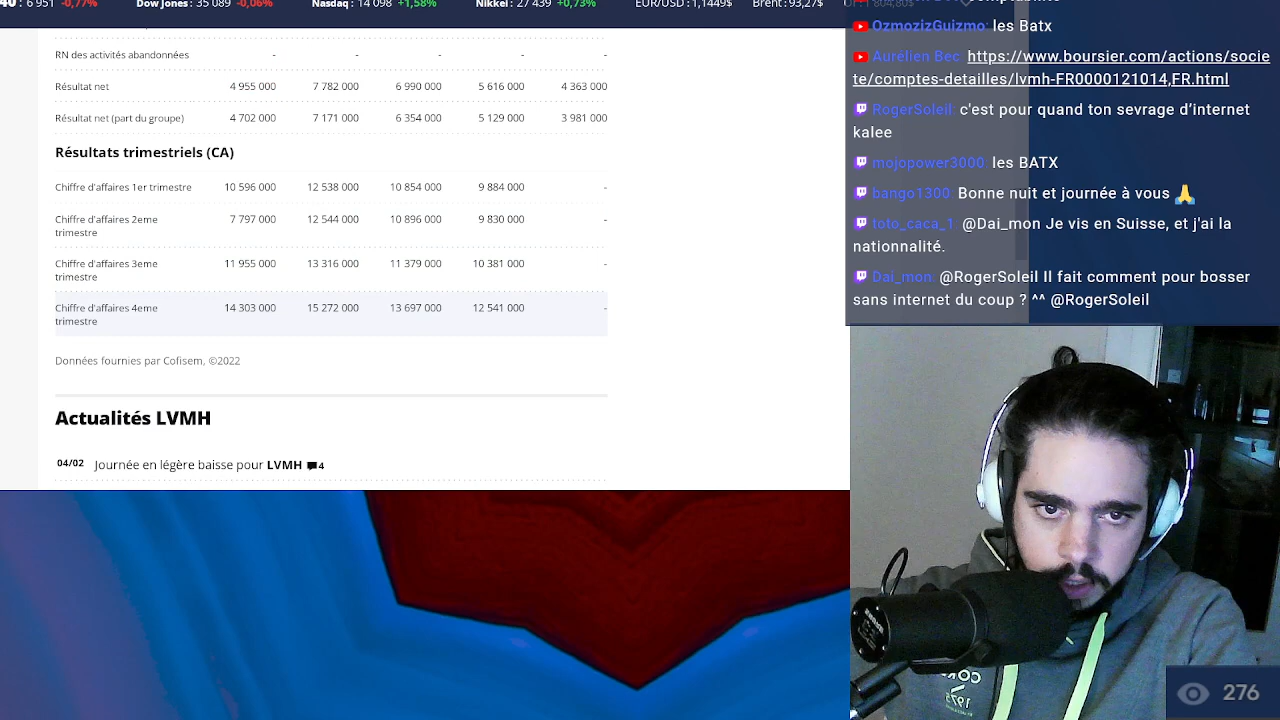 40 : 6 951 -0,77% Dow Jones : 35 089 -0,06% Nasdaq : 14 098 +1,58% Nikkei : 27 439 +0,73% EUR/USD : 1,1449$ Brent : 93,27$
RN des activités abandonnées - - - - -
Résultat net 4 955 000 7 782 000 6 990 000 5 616 000 4 363 000
Résultat net (part du groupe) 4 702 000 7 171 000 6 354 000 5 129 000 3 981 000
Résultats trimestriels (CA)
Chiffre d'affaires 1er trimestre 10 596 000 12 538 000 10 854 000 9 884 000 -
Chiffre d'affaires 2eme 7 797 000 12 544 000 10 896 000 9 830 000 -
trimestre
Chiffre d'affaires 3eme 11 955 000 13 316 000 11 379 000 10 381 000 -
trimestre
Chiffre d'affaires 4eme 14 303 000 15 272 000 13 697 000 12 541 000 -
trimestre
Données fournies par Cofisem, ©2022
Actualités LVMH
04/02 Journée en légère baisse pour LVMH 4
OzmozizGuizmo: les Batx
Aurélien Bec: https://www.boursier.com/actions/socie
te/comptes-detailles/lvmh-FR0000121014,FR.html
RogerSoleil: c'est pour quand ton sevrage d’internet
kalee
mojopower3000: les BATX
bango1300: Bonne nuit et journée à vous 🙏
toto_caca_1: @Dai_mon Je vis en Suisse, et j'ai la
nationnalité.
Dai_mon: @RogerSoleil Il fait comment pour bosser
sans internet du coup ? ^^ @RogerSoleil
1975
276